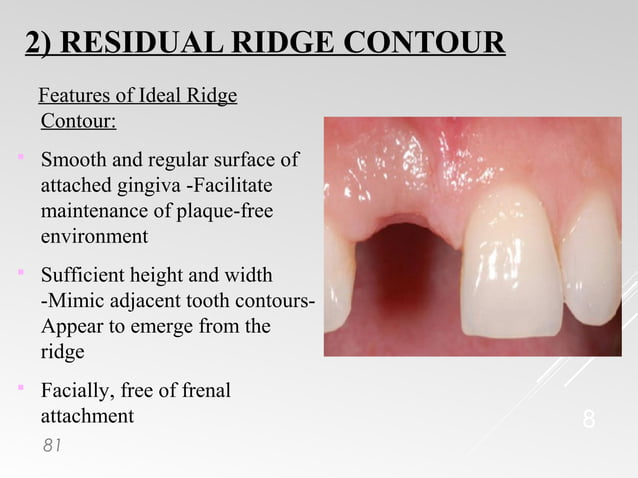 2) RESIDUAL RIDGE CONTOUR
Features of Ideal Ridge
Contour:
▪ Smooth and regular surface of
attached gingiva -Facilitate
maintenance of plaque-free
environment
▪ Sufficient height and width
-Mimic adjacent tooth contours-
Appear to emerge from the
ridge
▪ Facially, free of frenal
attachment
81
8